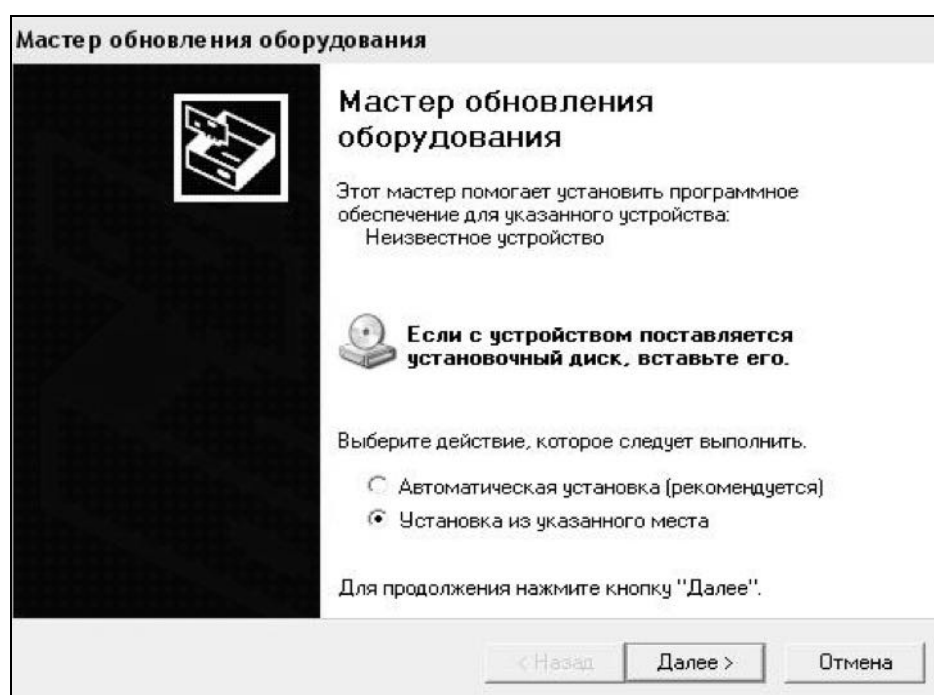 Мастер обновления оборудования
Мастер обновления
оборудования
Этот мастер помогает установить программное
обеспечение для указанного устройства:
Неизвестное устройство
Если с устройством поставляется
установочный диск, вставьте его.
Выберите действие, которое следует выполнить.
Автоматическая установка (рекомендуется)
Установка из указанного места
Для продолжения нажмите кнопку "Далее".
< Назад Далее > Отмена